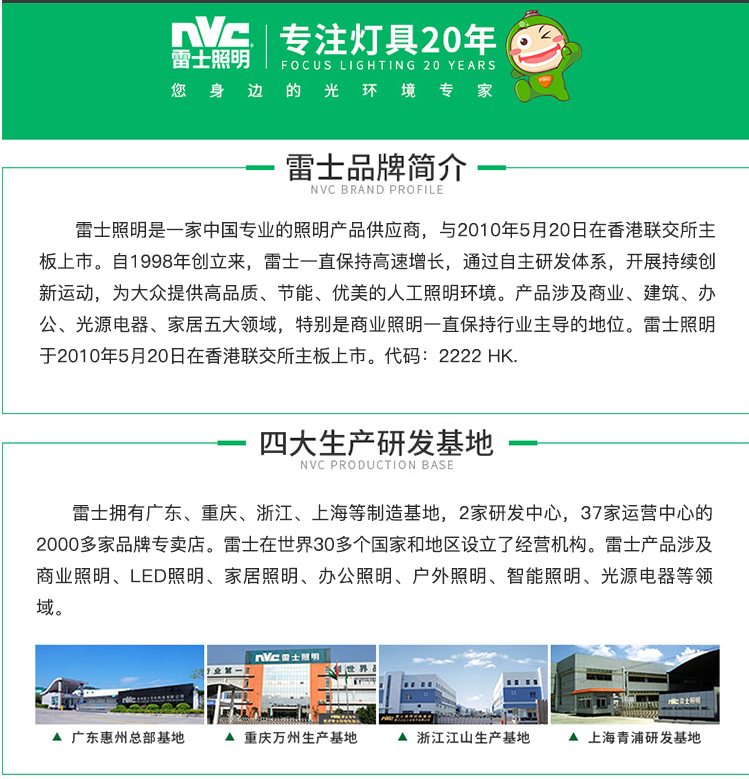 nvc
雷士照明
专注灯具20年
FOCUS LIGHTING 20 YEARS
您身边的光环境专家
雷士品牌简介
NVC BRAND PROFILE
雷士照明是一家中国专业的照明产品供应商，与2010年5月20日在香港联交所主
板上市。自1998年创立来，雷士一直保持高速增长，通过自主研发体系，开展持续创
新运动，为大众提供高品质、节能、优美的人工照明环境。产品涉及商业、建筑、办
公、光源电器、家居五大领域，特别是商业照明一直保持行业主导的地位。雷士照明
于2010年5月20日在香港联交所主板上市。代码：2222 HK.
四大生产研发基地
NVC PRODUCTION BASE
雷士拥有广东、重庆、浙江、上海等制造基地，2家研发中心，37家运营中心的
2000多家品牌专卖店。雷士在世界30多个国家和地区设立了经营机构。雷士产品涉及
商业照明、LED照明、家居照明、办公照明、户外照明、智能照明、光源电器等领
域。
nvc 雷士照明
nvc 雷士照明
▲ 广东惠州总部基地
▲ 重庆万州生产基地
▲ 浙江江山生产基地
▲ 上海青浦研发基地